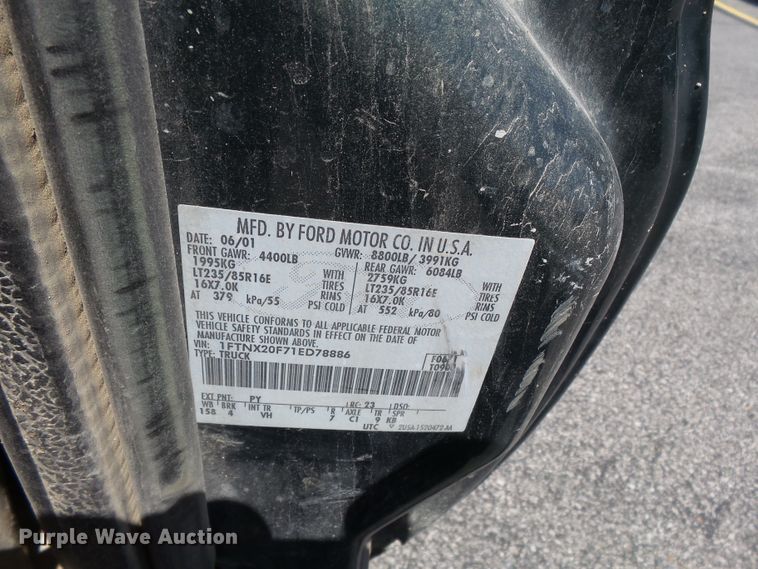 MFD. BY FORD MOTOR CO. IN U.S.A.
DATE: 06/01 GVWR: 8800LB/ 3991KG
FRONT GAWR: 4400LB REAR GAWR: 6084LB
1995KG WITH 2759KG WITH
LT235/85R16E TIRES LT235/85R16E TIRES
16X7.0K RIMS 16X7.0K RIMS
AT 379 kPa/55 PSI COLD AT 552 kPa/80 PSI COLD
THIS VEHICLE CONFORMS TO ALL APPLICABLE FEDERAL MOTOR
VEHICLE SAFETY STANDARDS IN EFFECT ON THE DATE OF
MANUFACTURE SHOWN ABOVE.
VIN: 1FTNX20F71ED78886
TYPE: TRUCK
EXT PNT: PY RC: 23 DSO:
WB BRK INT TR TP/PS R AXLE TR
158 4 VH 7 C1 9 KB
UTC
Purple Wave Auction